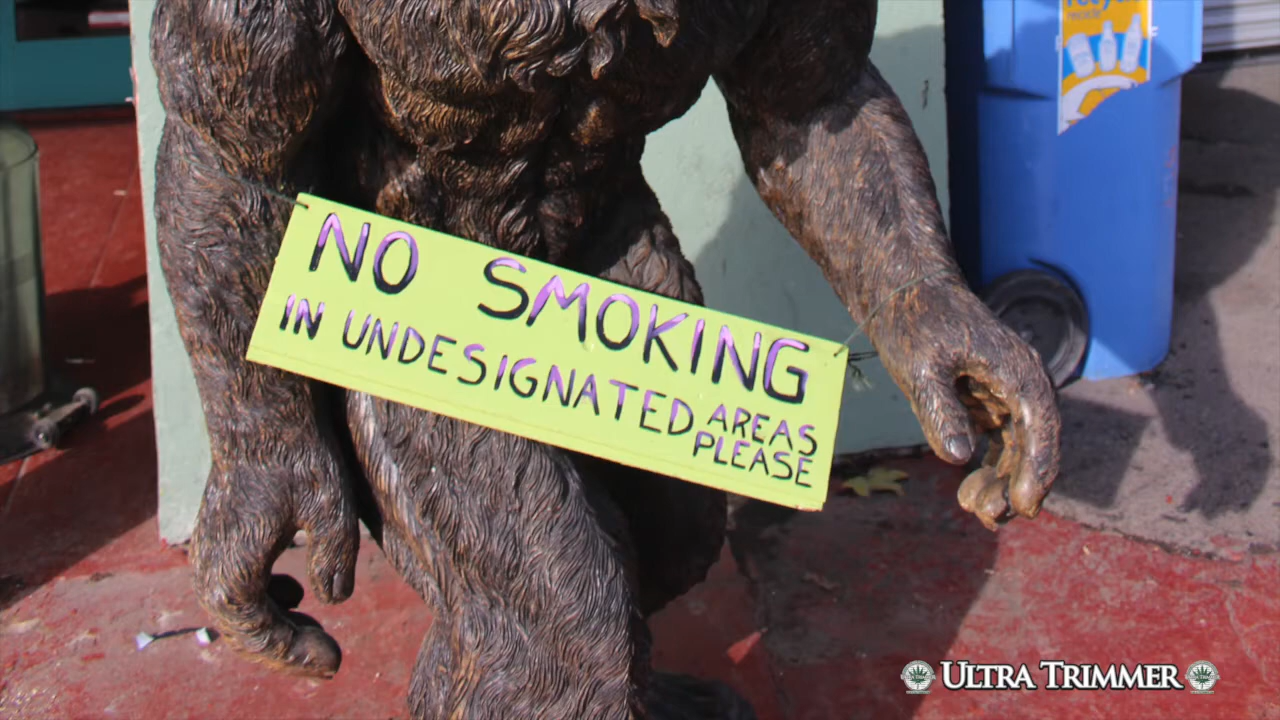 NO SMOKING
IN UNDESIGNATED AREAS
PLEASE
ULTRA TRIMMER